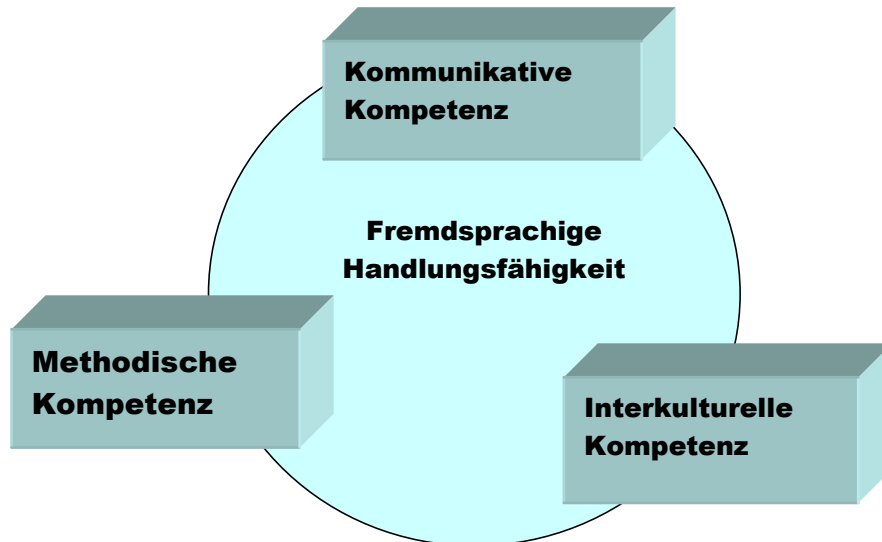 Kommunikative
Kompetenz
Fremdsprachige
Handlungsfähigkeit
Methodische
Kompetenz
Interkulturelle
Kompetenz